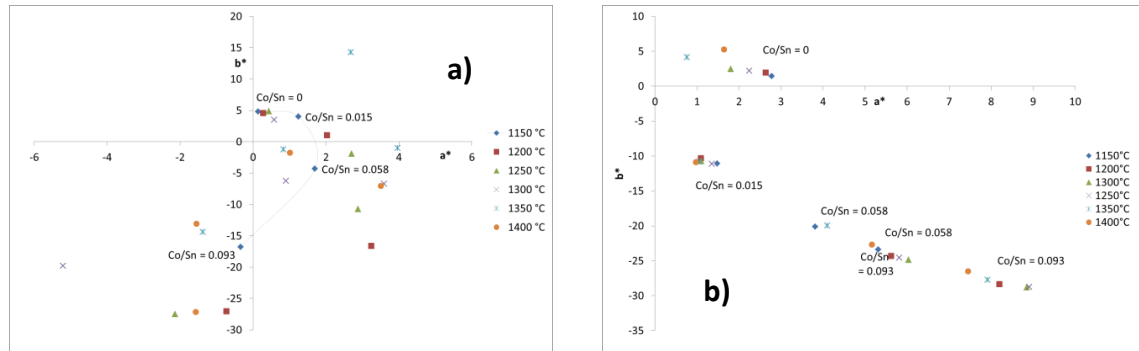 20
15
b*
10
a)
Co/Sn = 0
5
Co/Sn = 0.015
0
-6
-4
-2
0
2
a*
4
6
-5
Co/Sn = 0.058
-10
-15
Co/Sn = 0.093
-20
-25
-30
1150 °C
1200 °C
1250 °C
1300 °C
1350 °C
1400 °C
10
5
Co/Sn = 0
0
0
1
2
3
4
5
a*
6
7
8
9
10
-5
-10
b*
-15
Co/Sn = 0.015
Co/Sn = 0.058
-20
Co/Sn = 0.058
Co/Sn
= 0.093
Co/Sn = 0.093
-25
-30
b)
-35
1150°C
1200°C
1300°C
1250°C
1350°C
1400°C